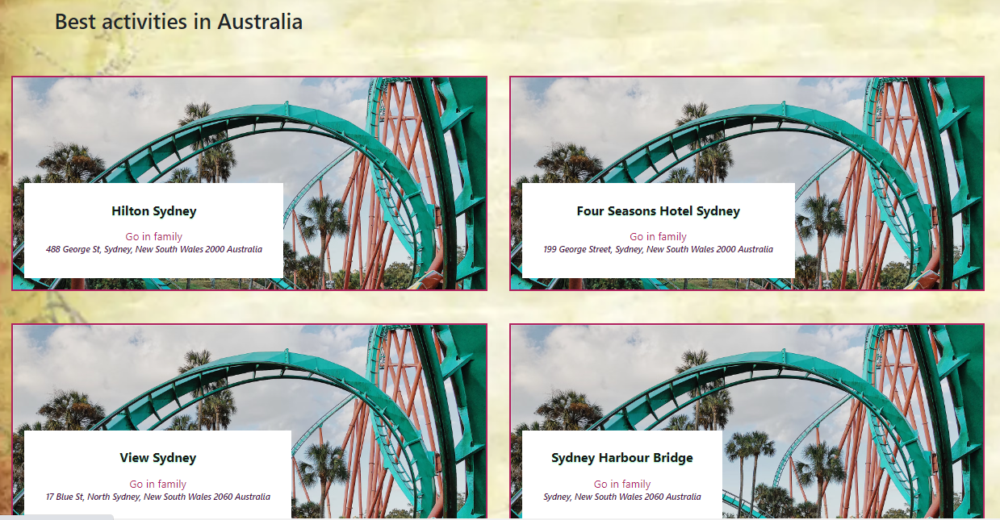 Best activities in Australia
Hilton Sydney
Go in family
488 George St, Sydney, New South Wales 2000 Australia
Four Seasons Hotel Sydney
Go in family
199 George Street, Sydney, New South Wales 2000 Australia
View Sydney
Go in family
17 Blue St, North Sydney, New South Wales 2060 Australia
Sydney Harbour Bridge
Go in family
Sydney, New South Wales 2060 Australia